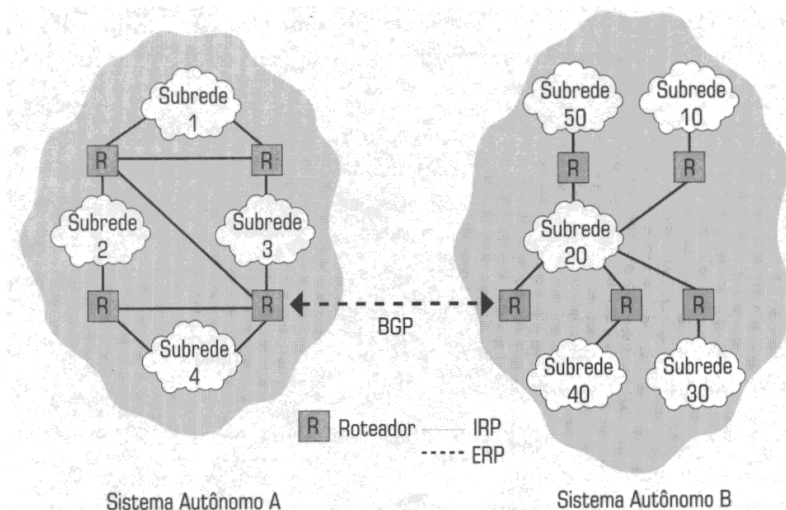 Subrede
1
R
R
Subrede
2
Subrede
3
R
R
Subrede
4
BGP
Subrede
50
Subrede
10
R
R
Subrede
20
R
R
R
Subrede
40
Subrede
30
R Roteador
IRP
ERP
Sistema Autônomo A
Sistema Autônomo B